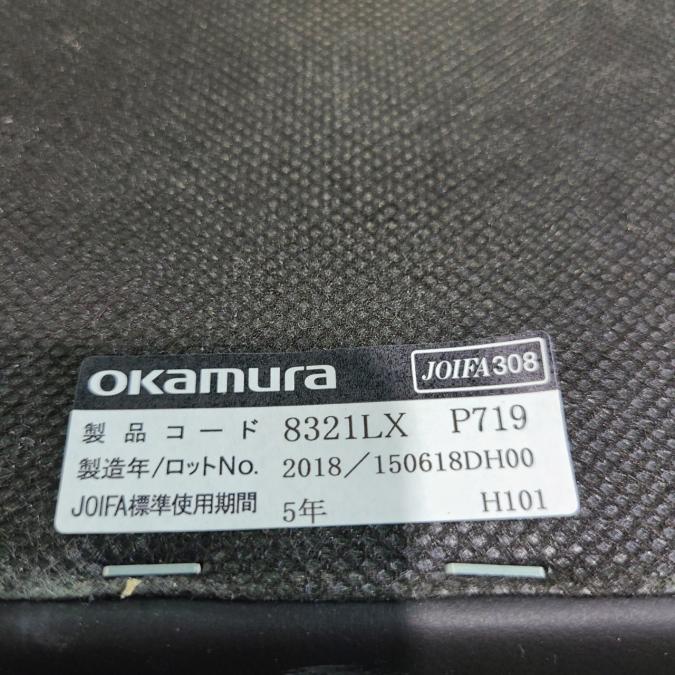 okamura JOIFA308
製品コード 8321LX P719
製造年/ロットNo. 2018/150618DH00
JOIFA標準使用期間 5年 H101